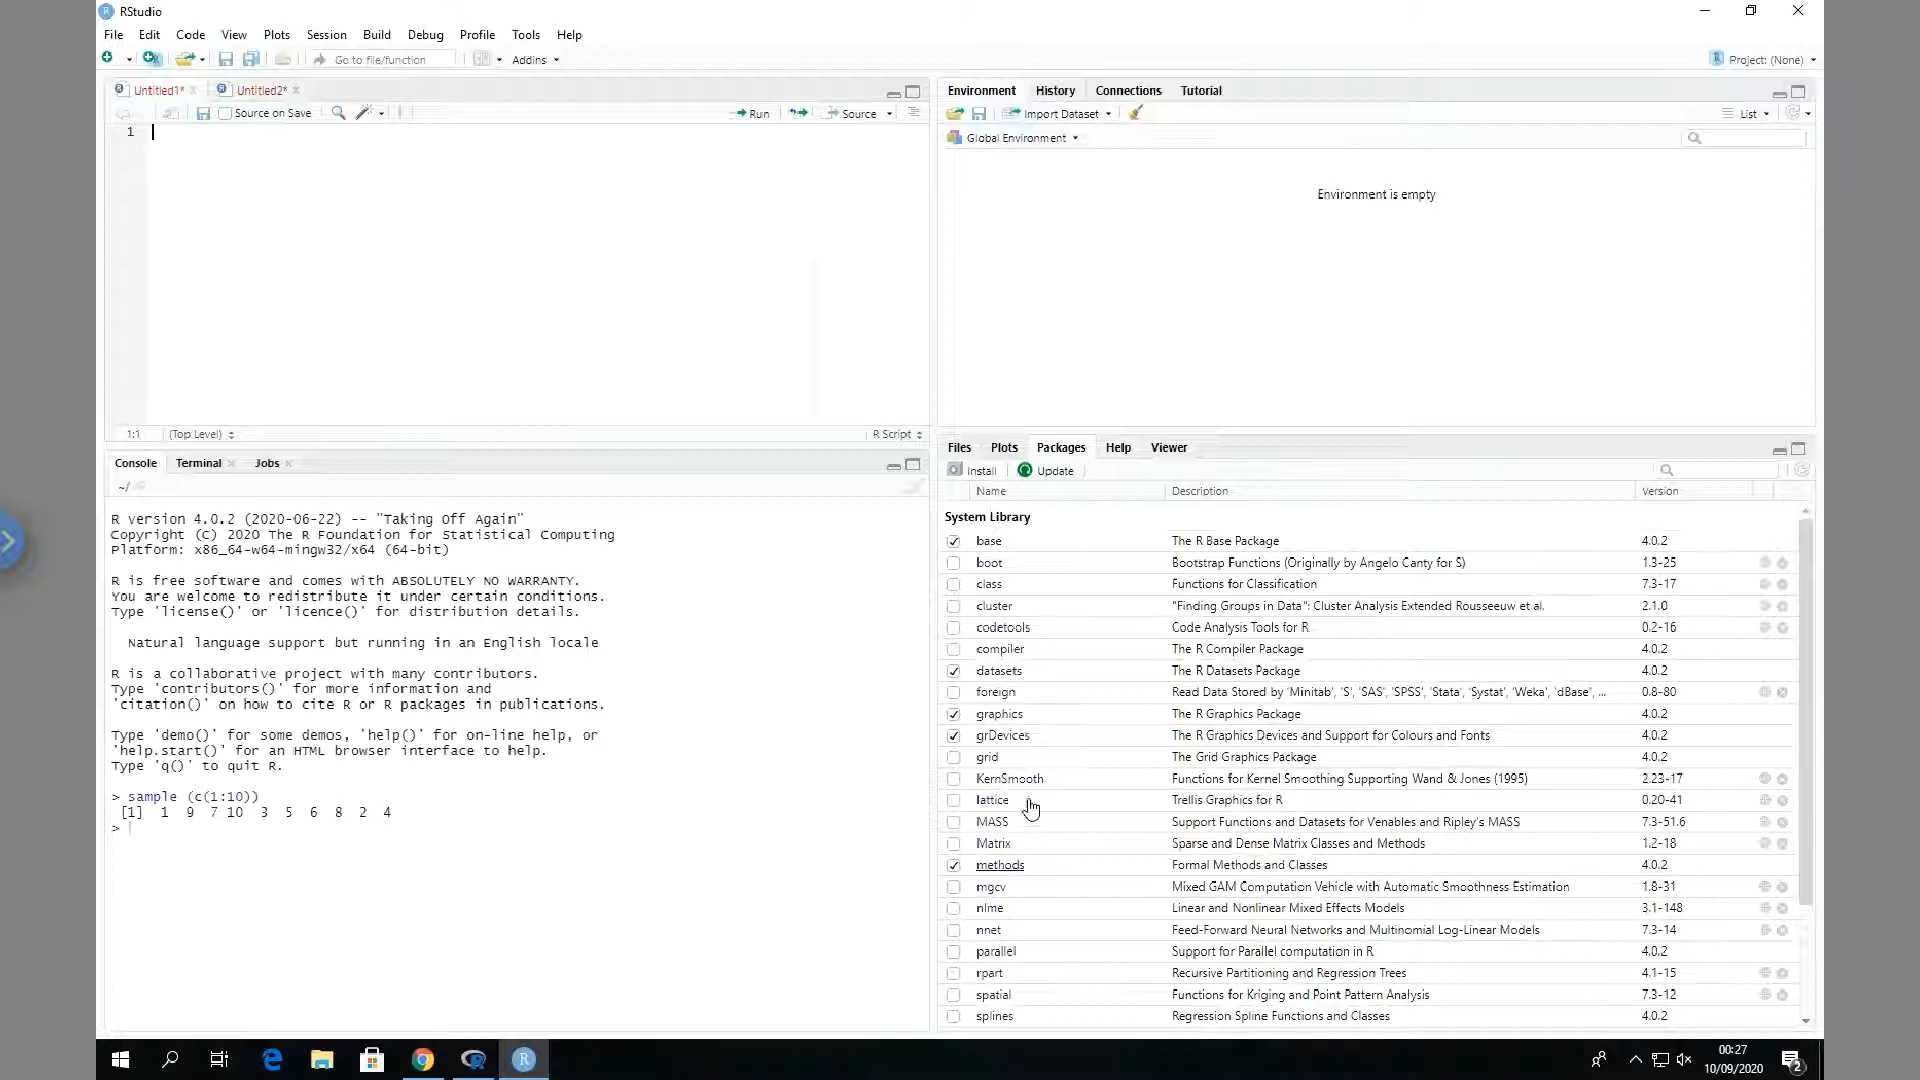 RStudio
File Edit Code View Plots Session Build Debug Profile Tools Help
Go to file/function Addins Project: (None)
Untitled1* Untitled2*
Source on Save Run Source
1
1:1 (Top Level) R Script
Console Terminal Jobs
~/
R version 4.0.2 (2020-06-22) -- "Taking Off Again"
Copyright (C) 2020 The R Foundation for Statistical Computing
Platform: x86_64-w64-mingw32/x64 (64-bit)
R is free software and comes with ABSOLUTELY NO WARRANTY.
You are welcome to redistribute it under certain conditions.
Type 'license()' or 'licence()' for distribution details.
Natural language support but running in an English locale
R is a collaborative project with many contributors.
Type 'contributors()' for more information and
'citation()' on how to cite R or R packages in publications.
Type 'demo()' for some demos, 'help()' for on-line help, or
'help.start()' for an HTML browser interface to help.
Type 'q()' to quit R.
> sample (c(1:10))
[1] 1 9 7 10 3 5 6 8 2 4
>
Environment History Connections Tutorial
Import Dataset List
Global Environment
Environment is empty
Files Plots Packages Help Viewer
Install Update
Name Description Version
System Library
base The R Base Package 4.0.2
boot Bootstrap Functions (Originally by Angelo Canty for S) 1.3-25
class Functions for Classification 7.3-17
cluster "Finding Groups in Data": Cluster Analysis Extended Rousseeuw et al. 2.1.0
codetools Code Analysis Tools for R 0.2-16
compiler The R Compiler Package 4.0.2
datasets The R Datasets Package 4.0.2
foreign Read Data Stored by 'Minitab', 'S', 'SAS', 'SPSS', 'Stata', 'Systat', 'Weka', 'dBase', ... 0.8-80
graphics The R Graphics Package 4.0.2
grDevices The R Graphics Devices and Support for Colours and Fonts 4.0.2
grid The Grid Graphics Package 4.0.2
KernSmooth Functions for Kernel Smoothing Supporting Wand & Jones (1995) 2.23-17
lattice Trellis Graphics for R 0.20-41
MASS Support Functions and Datasets for Venables and Ripley's MASS 7.3-51.6
Matrix Sparse and Dense Matrix Classes and Methods 1.2-18
methods Formal Methods and Classes 4.0.2
mgcv Mixed GAM Computation Vehicle with Automatic Smoothness Estimation 1.8-31
nlme Linear and Nonlinear Mixed Effects Models 3.1-148
nnet Feed-Forward Neural Networks and Multinomial Log-Linear Models 7.3-14
parallel Support for Parallel computation in R 4.0.2
rpart Recursive Partitioning and Regression Trees 4.1-15
spatial Functions for Kriging and Point Pattern Analysis 7.3-12
splines Regression Spline Functions and Classes 4.0.2
00:27
10/09/2020
2